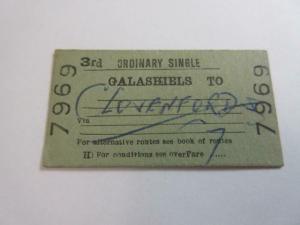 3rd ORDINARY SINGLE
7969
7969
GALASHIELS TO
CLOVENFORDS
Via
For alternative routes see book of routes
H) For conditions see over Fare .....